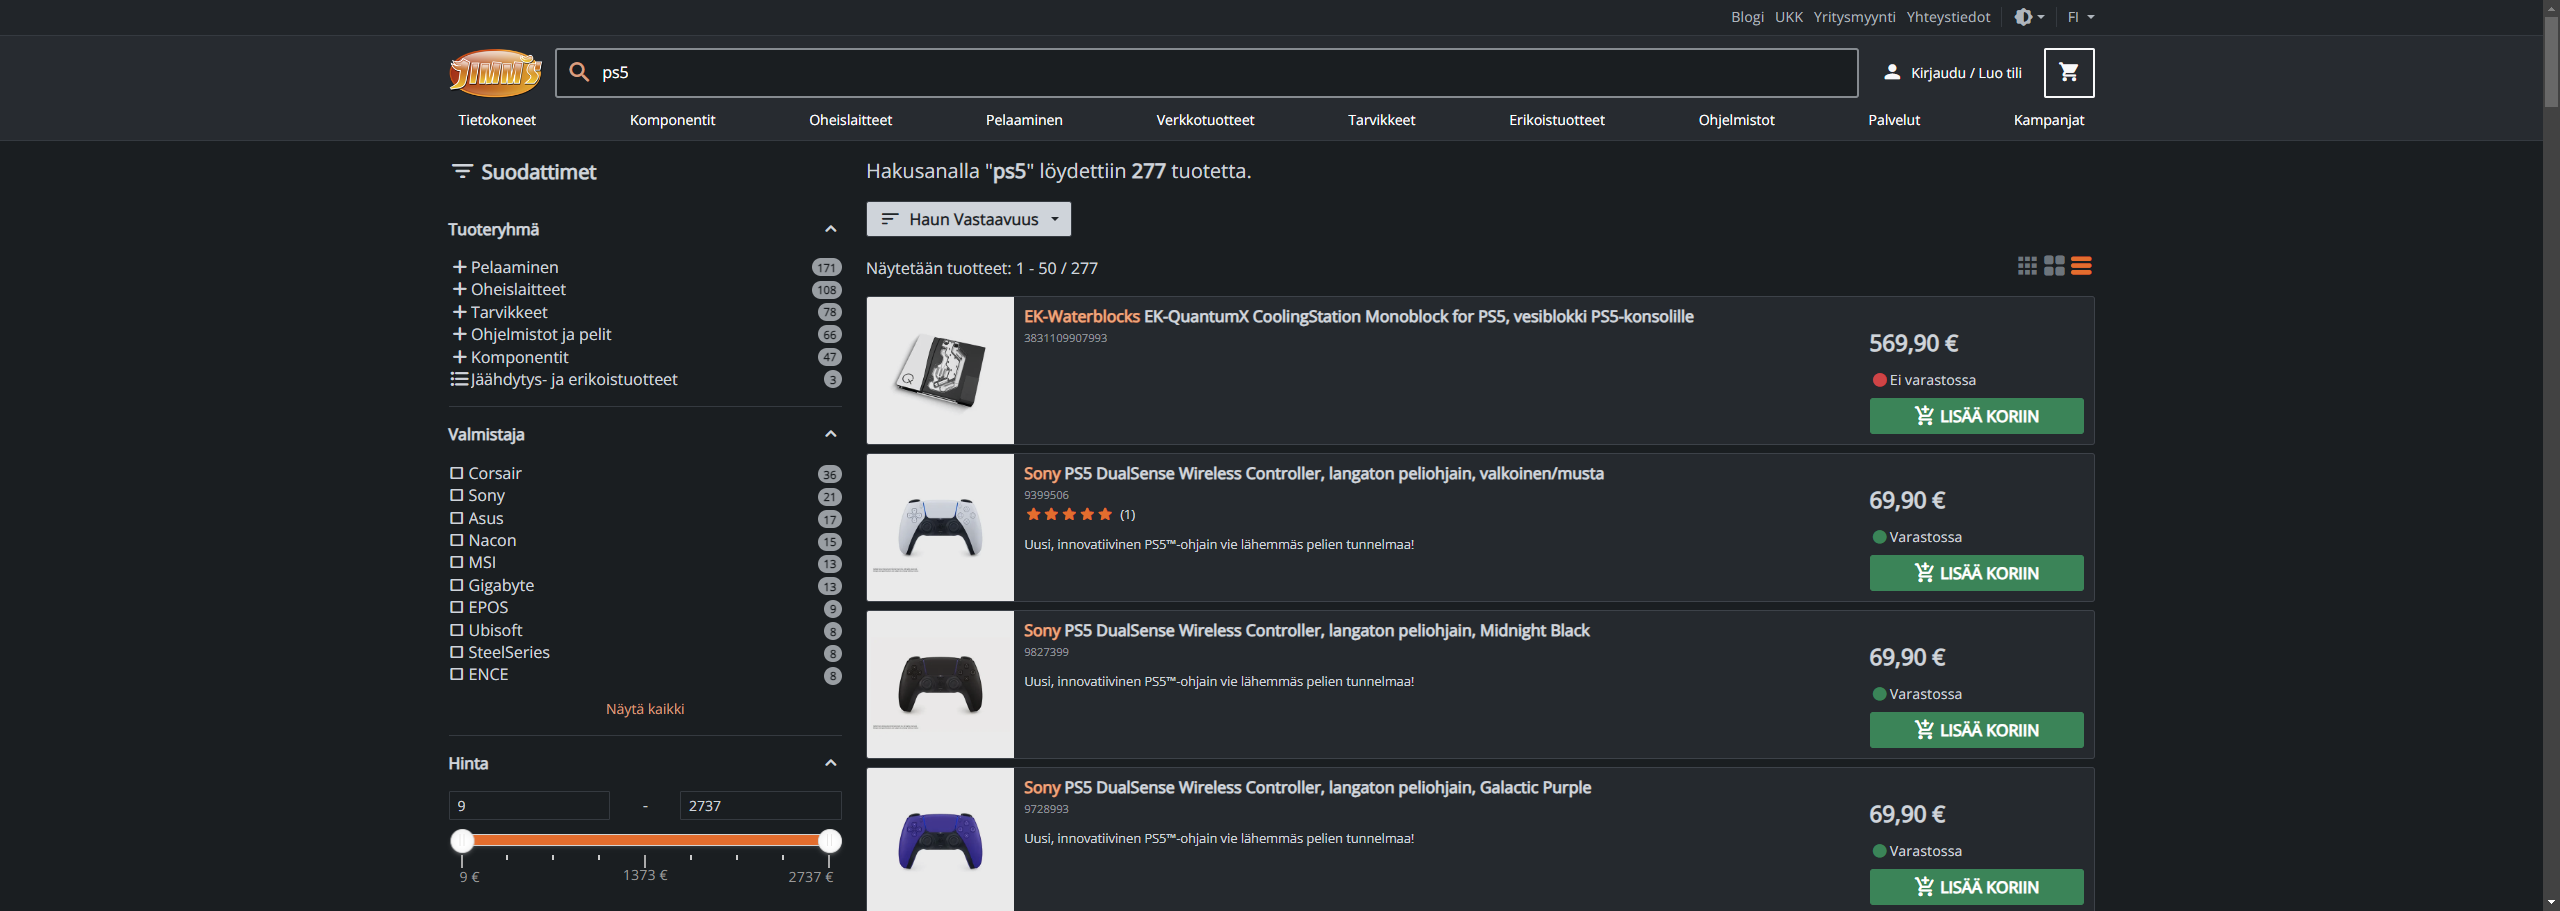 Blogi UKK Yritysmyynti Yhteystiedot FI
JIMM'S
ps5
Kirjaudu / Luo tili
Tietokoneet Komponentit Oheislaitteet Pelaaminen Verkkotuotteet Tarvikkeet Erikoistuotteet Ohjelmistot Palvelut Kampanjat
Suodattimet
Tuoteryhmä
Pelaaminen 171
Oheislaitteet 108
Tarvikkeet 78
Ohjelmistot ja pelit 66
Komponentit 47
Jäähdytys- ja erikoistuotteet 3
Valmistaja
Corsair 36
Sony 21
Asus 17
Nacon 15
MSI 13
Gigabyte 13
EPOS 9
Ubisoft 8
SteelSeries 8
ENCE 8
Näytä kaikki
Hinta
9 - 2737
9 € 1373 € 2737 €
Hakusanalla "ps5" löydettiin 277 tuotetta.
Haun Vastaavuus
Näytetään tuotteet: 1 - 50 / 277
EK-Waterblocks EK-QuantumX CoolingStation Monoblock for PS5, vesiblokki PS5-konsolille
3831109907993
569,90 €
Ei varastossa
LISÄÄ KORIIN
Sony PS5 DualSense Wireless Controller, langaton peliohjain, valkoinen/musta
9399506
(1)
Uusi, innovatiivinen PS5™-ohjain vie lähemmäs pelien tunnelmaa!
69,90 €
Varastossa
LISÄÄ KORIIN
Sony PS5 DualSense Wireless Controller, langaton peliohjain, Midnight Black
9827399
Uusi, innovatiivinen PS5™-ohjain vie lähemmäs pelien tunnelmaa!
69,90 €
Varastossa
LISÄÄ KORIIN
Sony PS5 DualSense Wireless Controller, langaton peliohjain, Galactic Purple
9728993
Uusi, innovatiivinen PS5™-ohjain vie lähemmäs pelien tunnelmaa!
69,90 €
Varastossa
LISÄÄ KORIIN